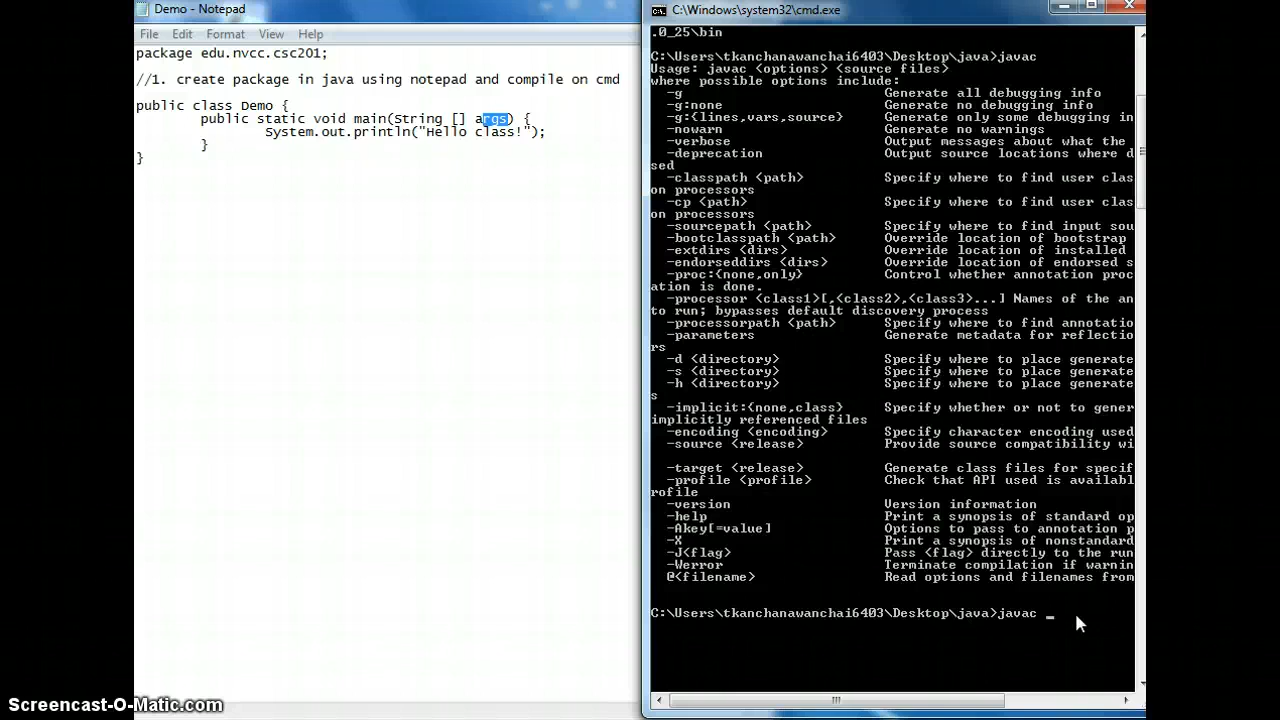 Demo - Notepad
File Edit Format View Help
package edu.nvcc.csc201;
//1. create package in java using notepad and compile on cmd
public class Demo {
public static void main(String [] args) {
System.out.println("Hello class!");
}
}
C:\Windows\system32\cmd.exe
.0_25\bin
C:\Users\tkanchanawanchai6403\Desktop\java>javac
Usage: javac <options> <source files>
where possible options include:
-g Generate all debugging info
-g:none Generate no debugging info
-g:{lines,vars,source} Generate only some debugging in
-nowarn Generate no warnings
-verbose Output messages about what the
-deprecation Output source locations where d
sed
-classpath <path> Specify where to find user clas
on processors
-cp <path> Specify where to find user clas
on processors
-sourcepath <path> Specify where to find input sou
-bootclasspath <path> Override location of bootstrap
-extdirs <dirs> Override location of installed
-endorseddirs <dirs> Override location of endorsed s
-proc:{none,only} Control whether annotation proc
ation is done.
-processor <class1>[,<class2>,<class3>...] Names of the an
to run; bypasses default discovery process
-processorpath <path> Specify where to find annotatio
-parameters Generate metadata for reflectio
rs
-d <directory> Specify where to place generate
-s <directory> Specify where to place generate
-h <directory> Specify where to place generate
s
-implicit:{none,class} Specify whether or not to gener
implicitly referenced files
-encoding <encoding> Specify character encoding used
-source <release> Provide source compatibility wi
-target <release> Generate class files for specif
-profile <profile> Check that API used is availabl
rofile
-version Version information
-help Print a synopsis of standard op
-Akey[=value] Options to pass to annotation p
-X Print a synopsis of nonstandard
-J<flag> Pass <flag> directly to the run
-Werror Terminate compilation if warnin
@<filename> Read options and filenames from
C:\Users\tkanchanawanchai6403\Desktop\java>javac _
Screencast-O-Matic.com